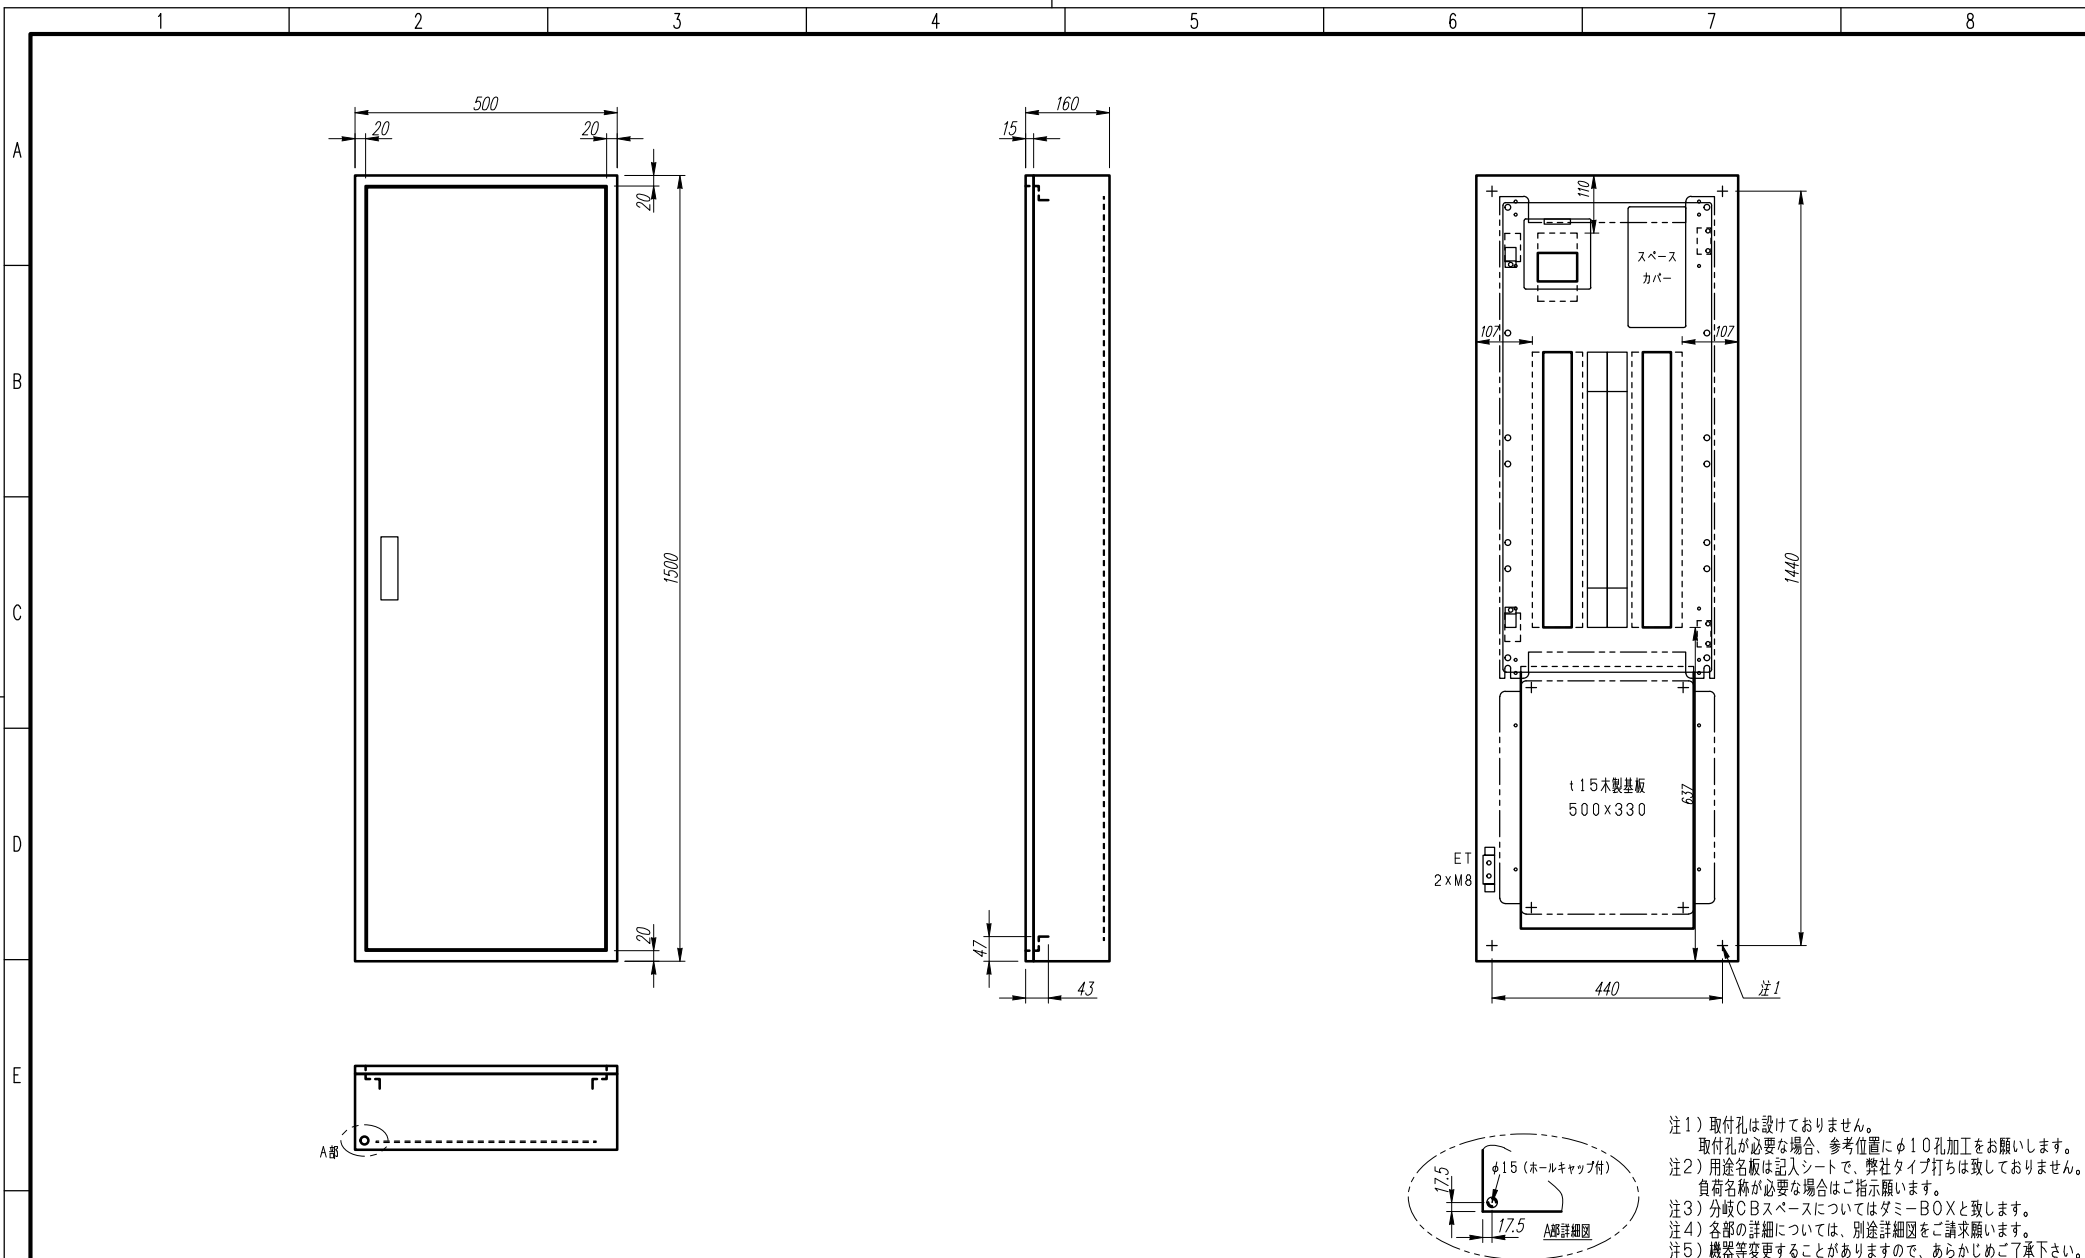 1 2 3 4 5 6 7 8
A
B
C
D
E
500
20 20
20
1500
20
160
15
47
43
110
スペース
カバー
107 107
1440
t15木製基板
500×330
637
ET
2×M8
440
注1
A部
φ15（ホールキャップ付）
17.5
17.5
A部詳細図
注1）取付孔は設けておりません。
取付孔が必要な場合、参考位置にφ10孔加工をお願いします。
注2）用途名板は記入シートで、弊社タイプ打ちは致しておりません。
負荷名称が必要な場合はご指示願います。
注3）分岐CBスペースについてはダミーBOXと致します。
注4）各部の詳細については、別途詳細図をご請求願います。
注5）機器等変更することがありますので、あらかじめご了承下さい。